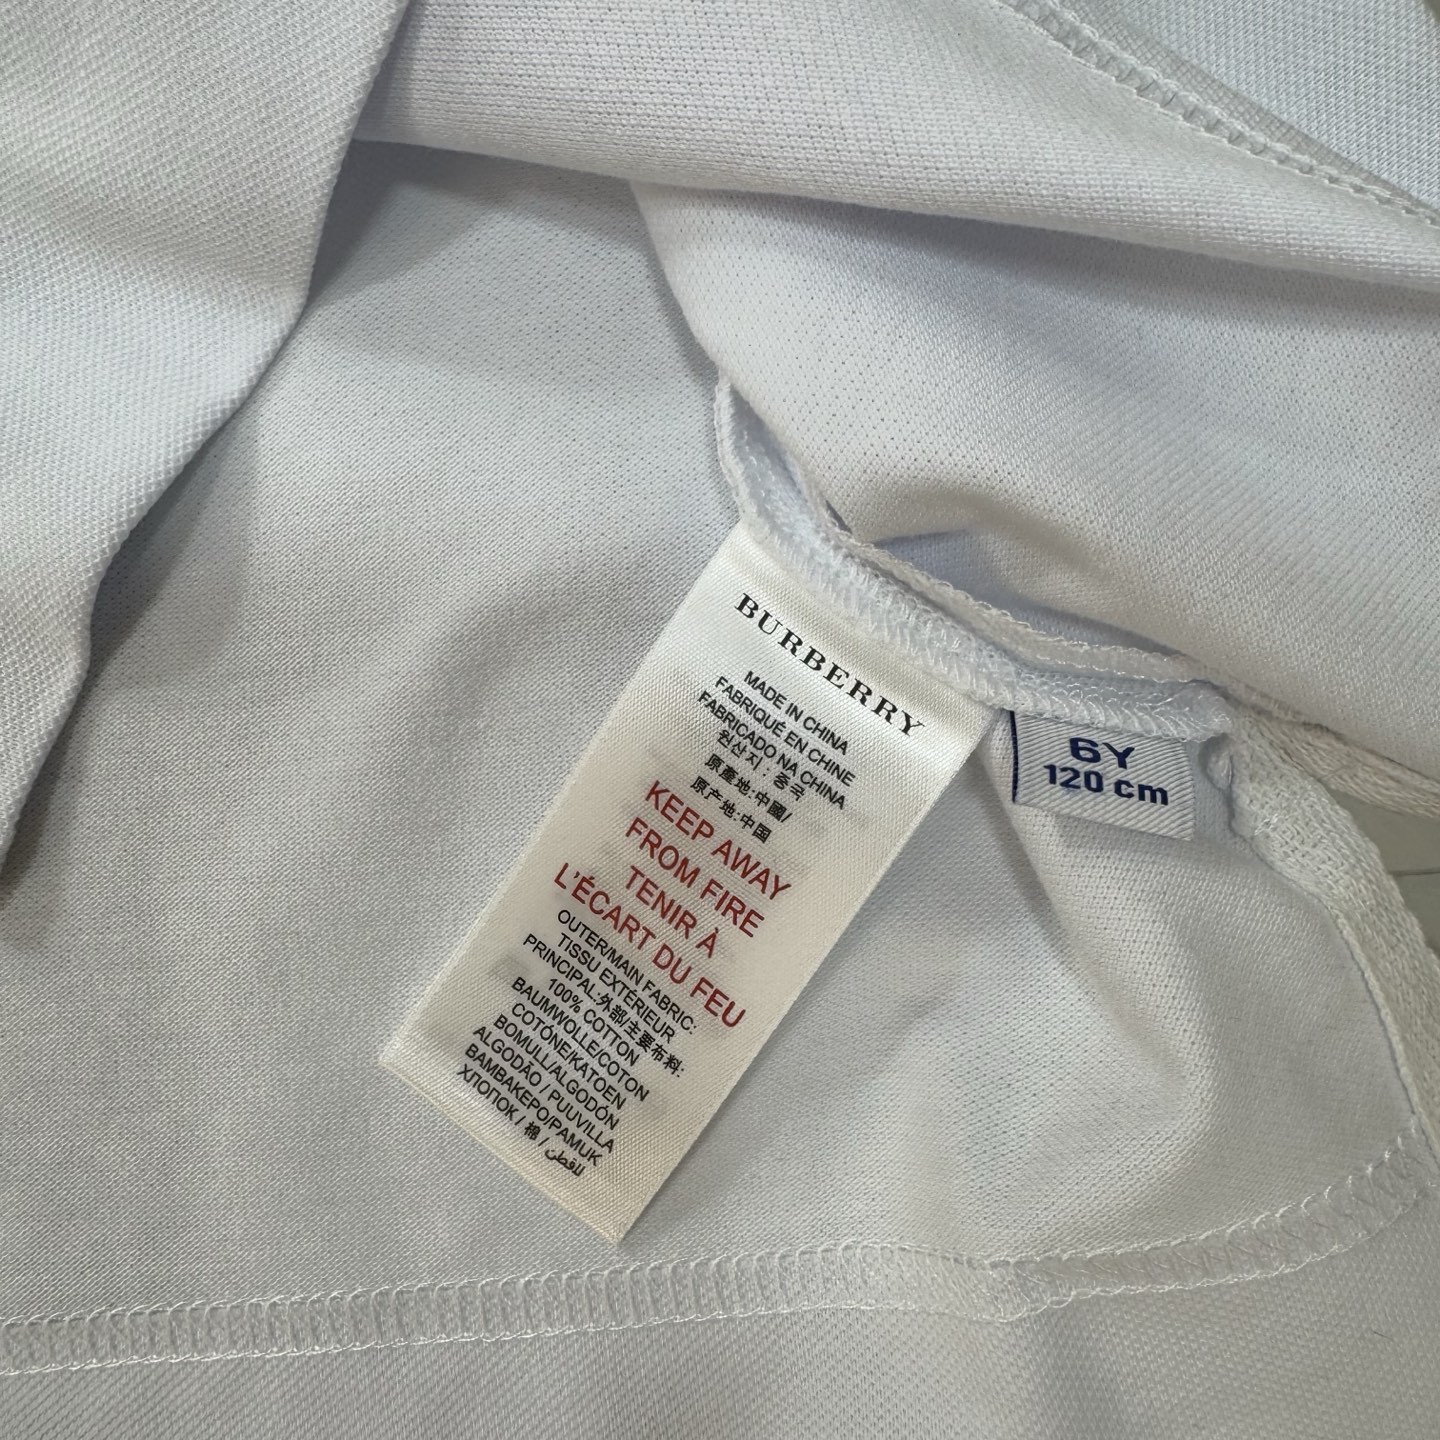 BURBERRY
MADE IN CHINA
FABRIQUÉ EN CHINE
FABRICADO NA CHINA
원산지 : 중국
原產地:中國/
原产地:中国
KEEP AWAY
FROM FIRE
TENIR À
L'ÉCART DU FEU
OUTER/MAIN FABRIC:
TISSU EXTÉRIEUR
PRINCIPAL:外部/主要布料:
100% COTTON
BAUMWOLLE/COTON
COTÓNE/KATOEN
BOMULL/ALGODÓN
ALGODÃO / PUUVILLA
BAMBAKEPO/PAMUK
ХЛОПОК / 棉 / القطن
6Y
120 cm